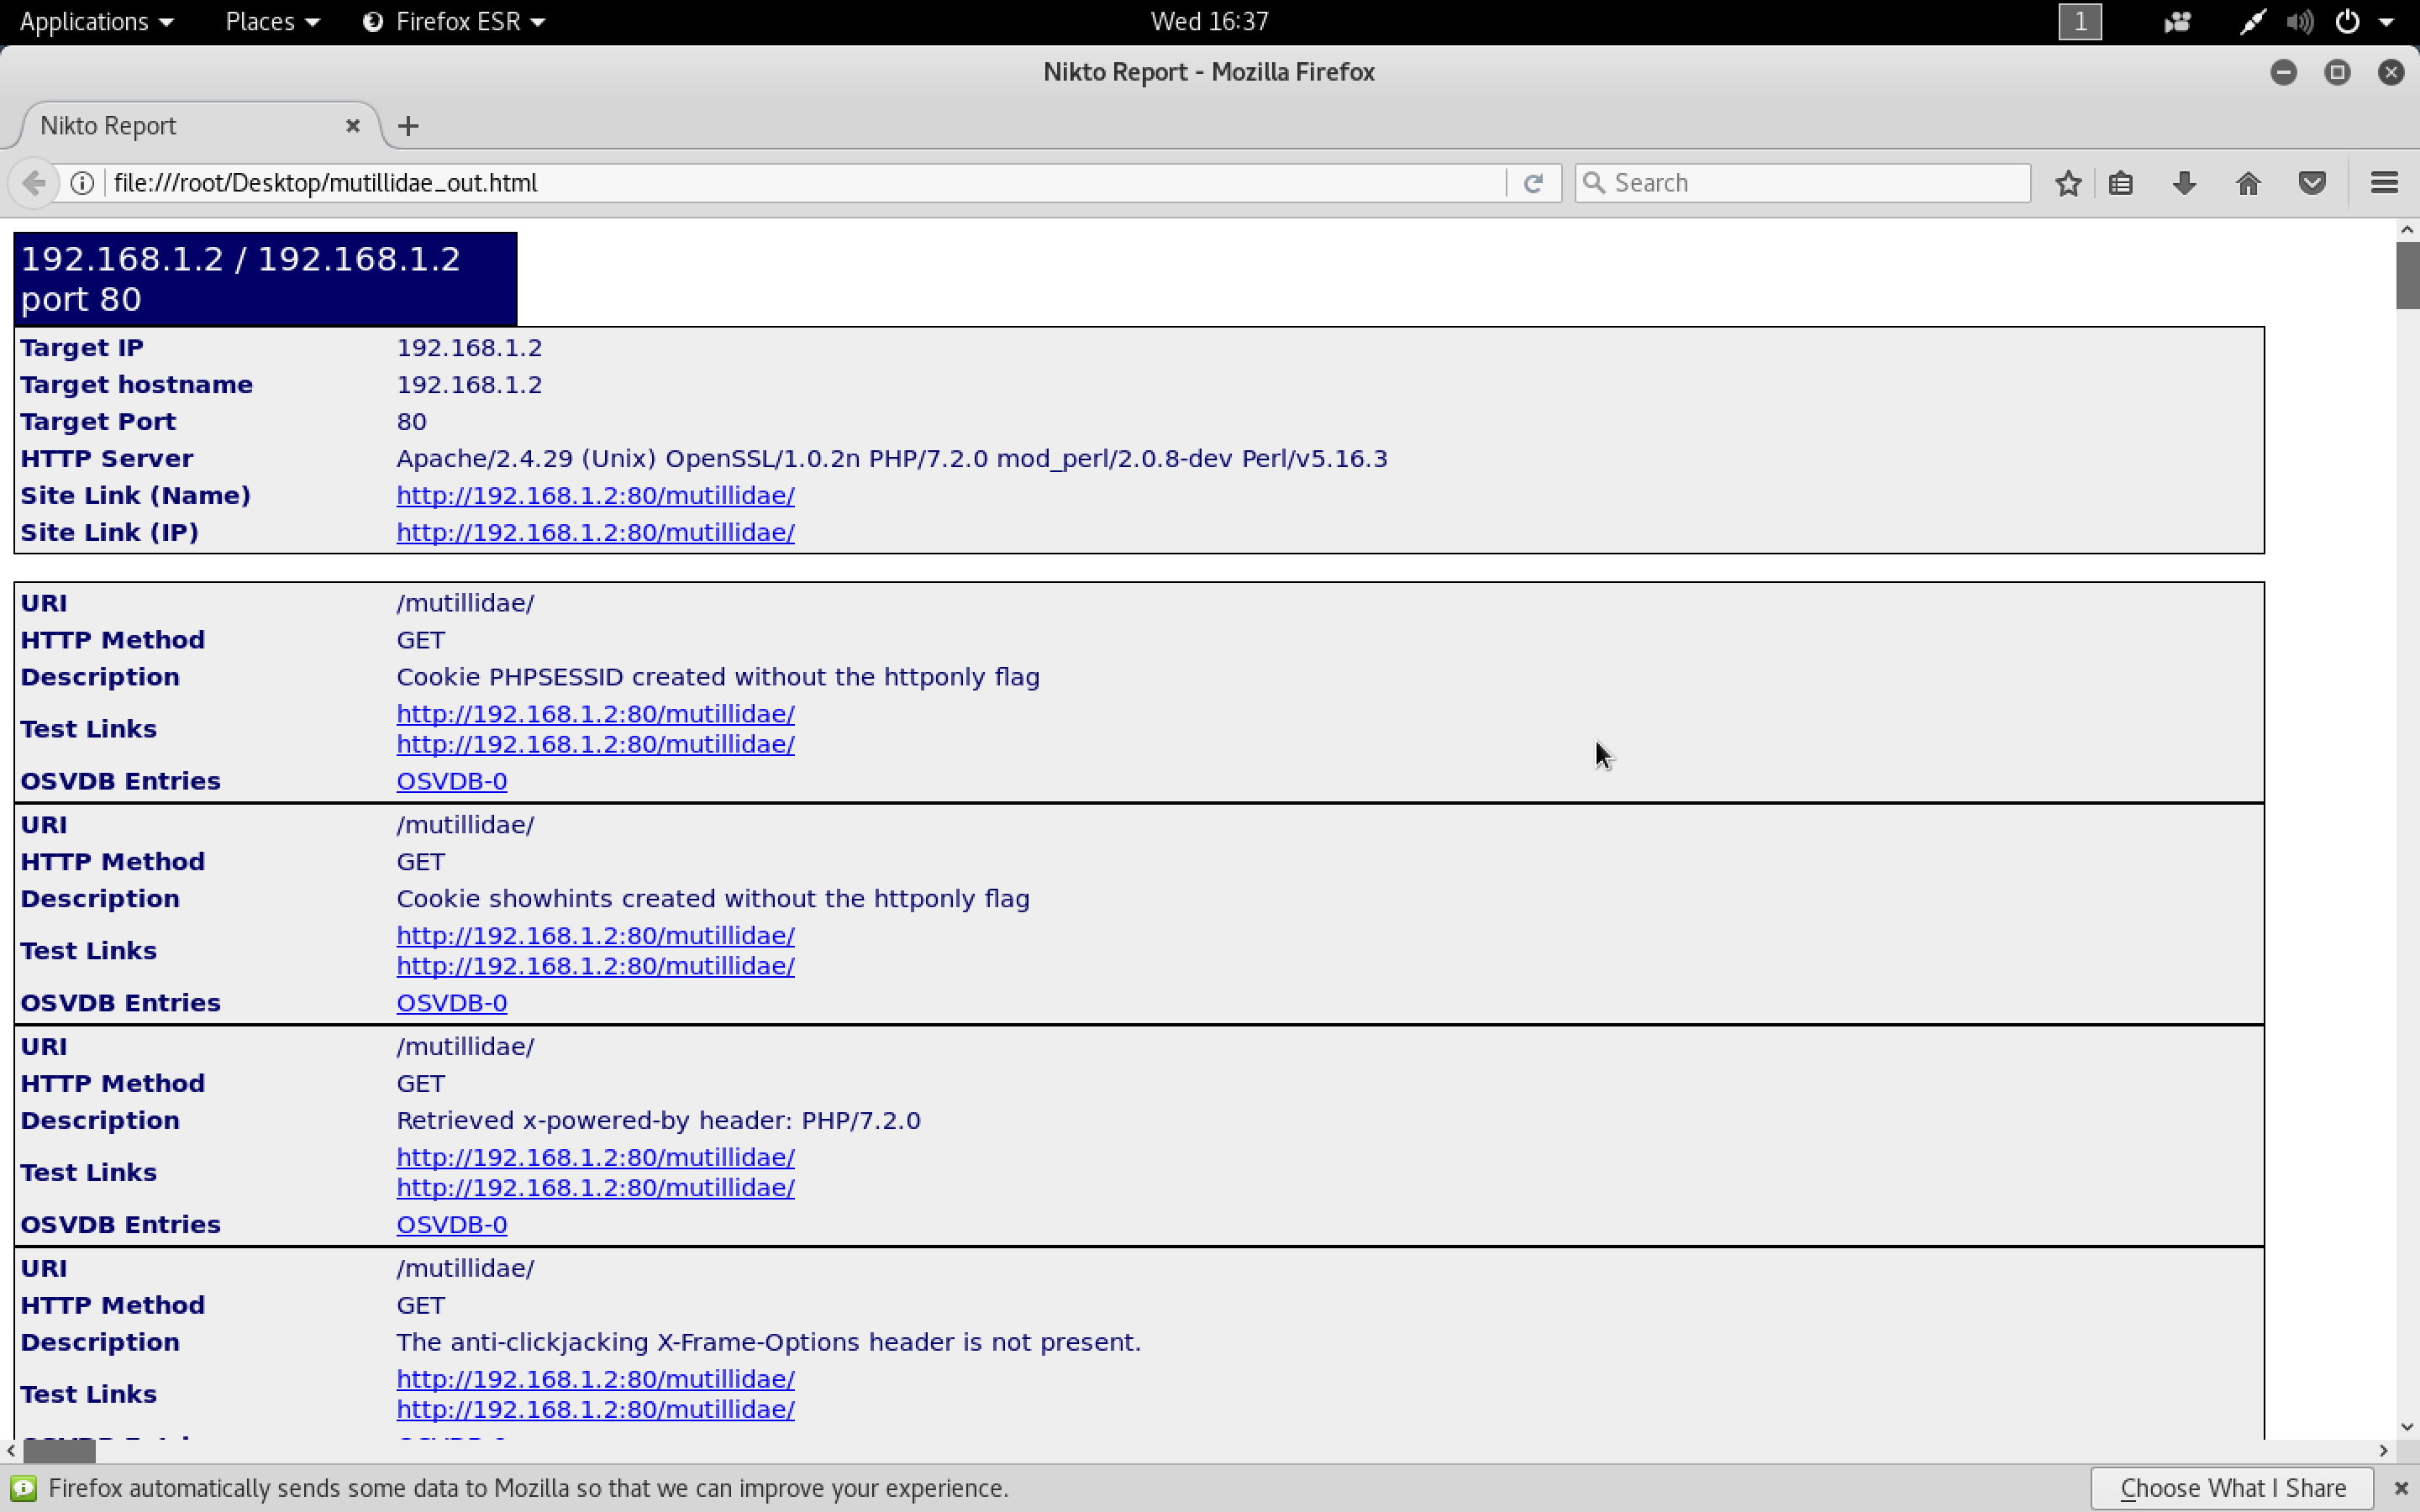 Applications Places Firefox ESR Wed 16:37 1
Nikto Report - Mozilla Firefox
Nikto Report
file:///root/Desktop/mutillidae_out.html Search
192.168.1.2 / 192.168.1.2
port 80
Target IP 192.168.1.2
Target hostname 192.168.1.2
Target Port 80
HTTP Server Apache/2.4.29 (Unix) OpenSSL/1.0.2n PHP/7.2.0 mod_perl/2.0.8-dev Perl/v5.16.3
Site Link (Name) http://192.168.1.2:80/mutillidae/
Site Link (IP) http://192.168.1.2:80/mutillidae/
URI /mutillidae/
HTTP Method GET
Description Cookie PHPSESSID created without the httponly flag
Test Links http://192.168.1.2:80/mutillidae/
http://192.168.1.2:80/mutillidae/
OSVDB Entries OSVDB-0
URI /mutillidae/
HTTP Method GET
Description Cookie showhints created without the httponly flag
Test Links http://192.168.1.2:80/mutillidae/
http://192.168.1.2:80/mutillidae/
OSVDB Entries OSVDB-0
URI /mutillidae/
HTTP Method GET
Description Retrieved x-powered-by header: PHP/7.2.0
Test Links http://192.168.1.2:80/mutillidae/
http://192.168.1.2:80/mutillidae/
OSVDB Entries OSVDB-0
URI /mutillidae/
HTTP Method GET
Description The anti-clickjacking X-Frame-Options header is not present.
Test Links http://192.168.1.2:80/mutillidae/
http://192.168.1.2:80/mutillidae/
Firefox automatically sends some data to Mozilla so that we can improve your experience. Choose What I Share